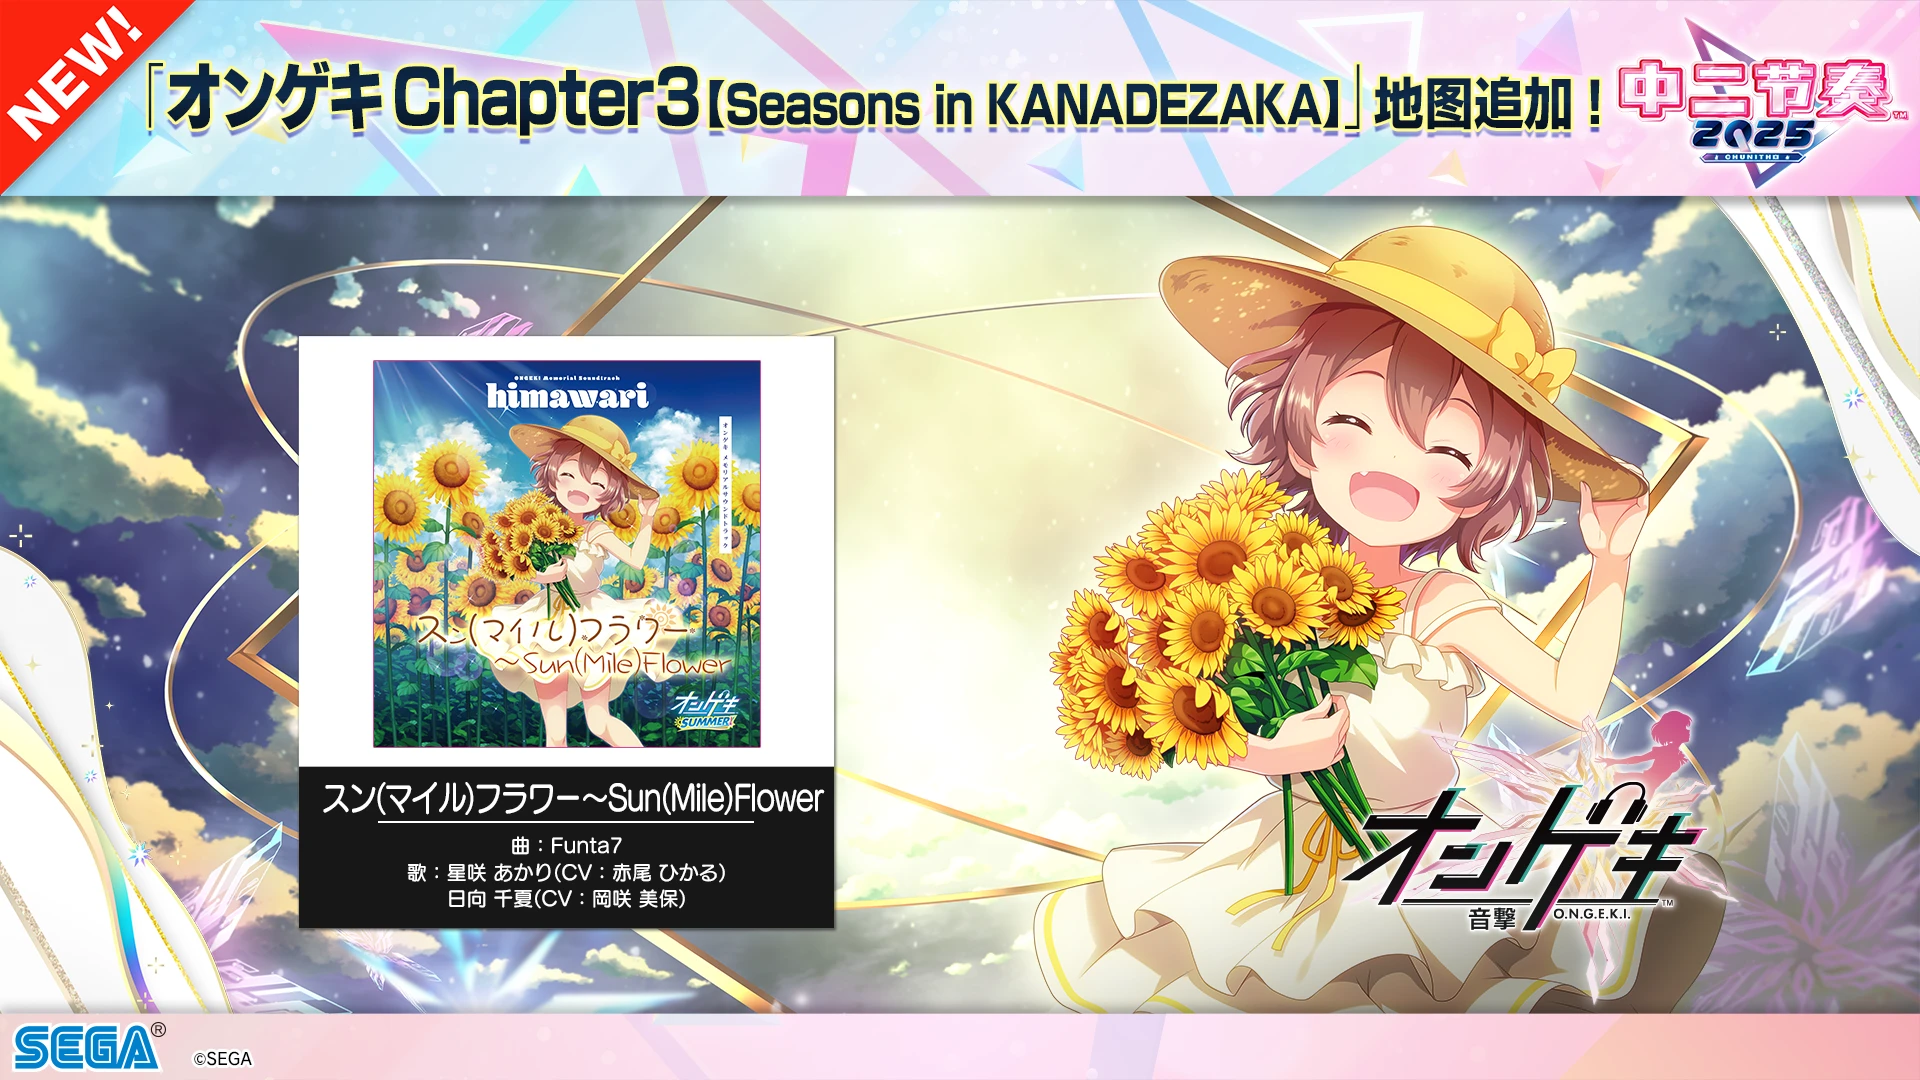 NEW!
「オンゲキ Chapter3【Seasons in KANADEZAKA】」地图追加！
中二节奏™
2025
CHUNITHM
ONGEKI Memorial Soundtrack
himawari
オンゲキ メモリアルサウンドトラック
スン(マイル)フラワー
～Sun(Mile)Flower
オンゲキ
SUMMER
スン(マイル)フラワー～Sun(Mile)Flower
曲：Funta7
歌：星咲 あかり(CV：赤尾 ひかる)
日向 千夏(CV：岡咲 美保)
オンゲキ™
音撃 O.N.G.E.K.I.
SEGA®
©SEGA